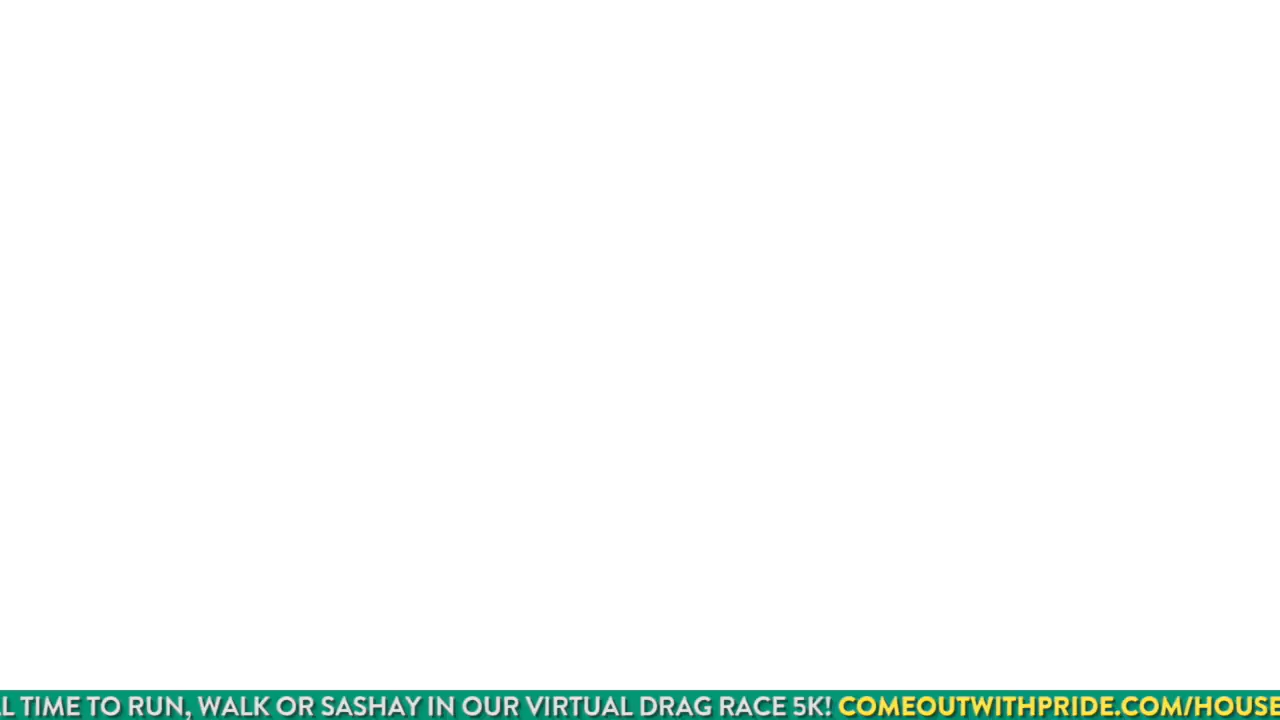 TIME TO RUN, WALK OR SASHAY IN OUR VIRTUAL DRAG RACE 5K! COMEOUTWITHPRIDE.COM/HOUSE